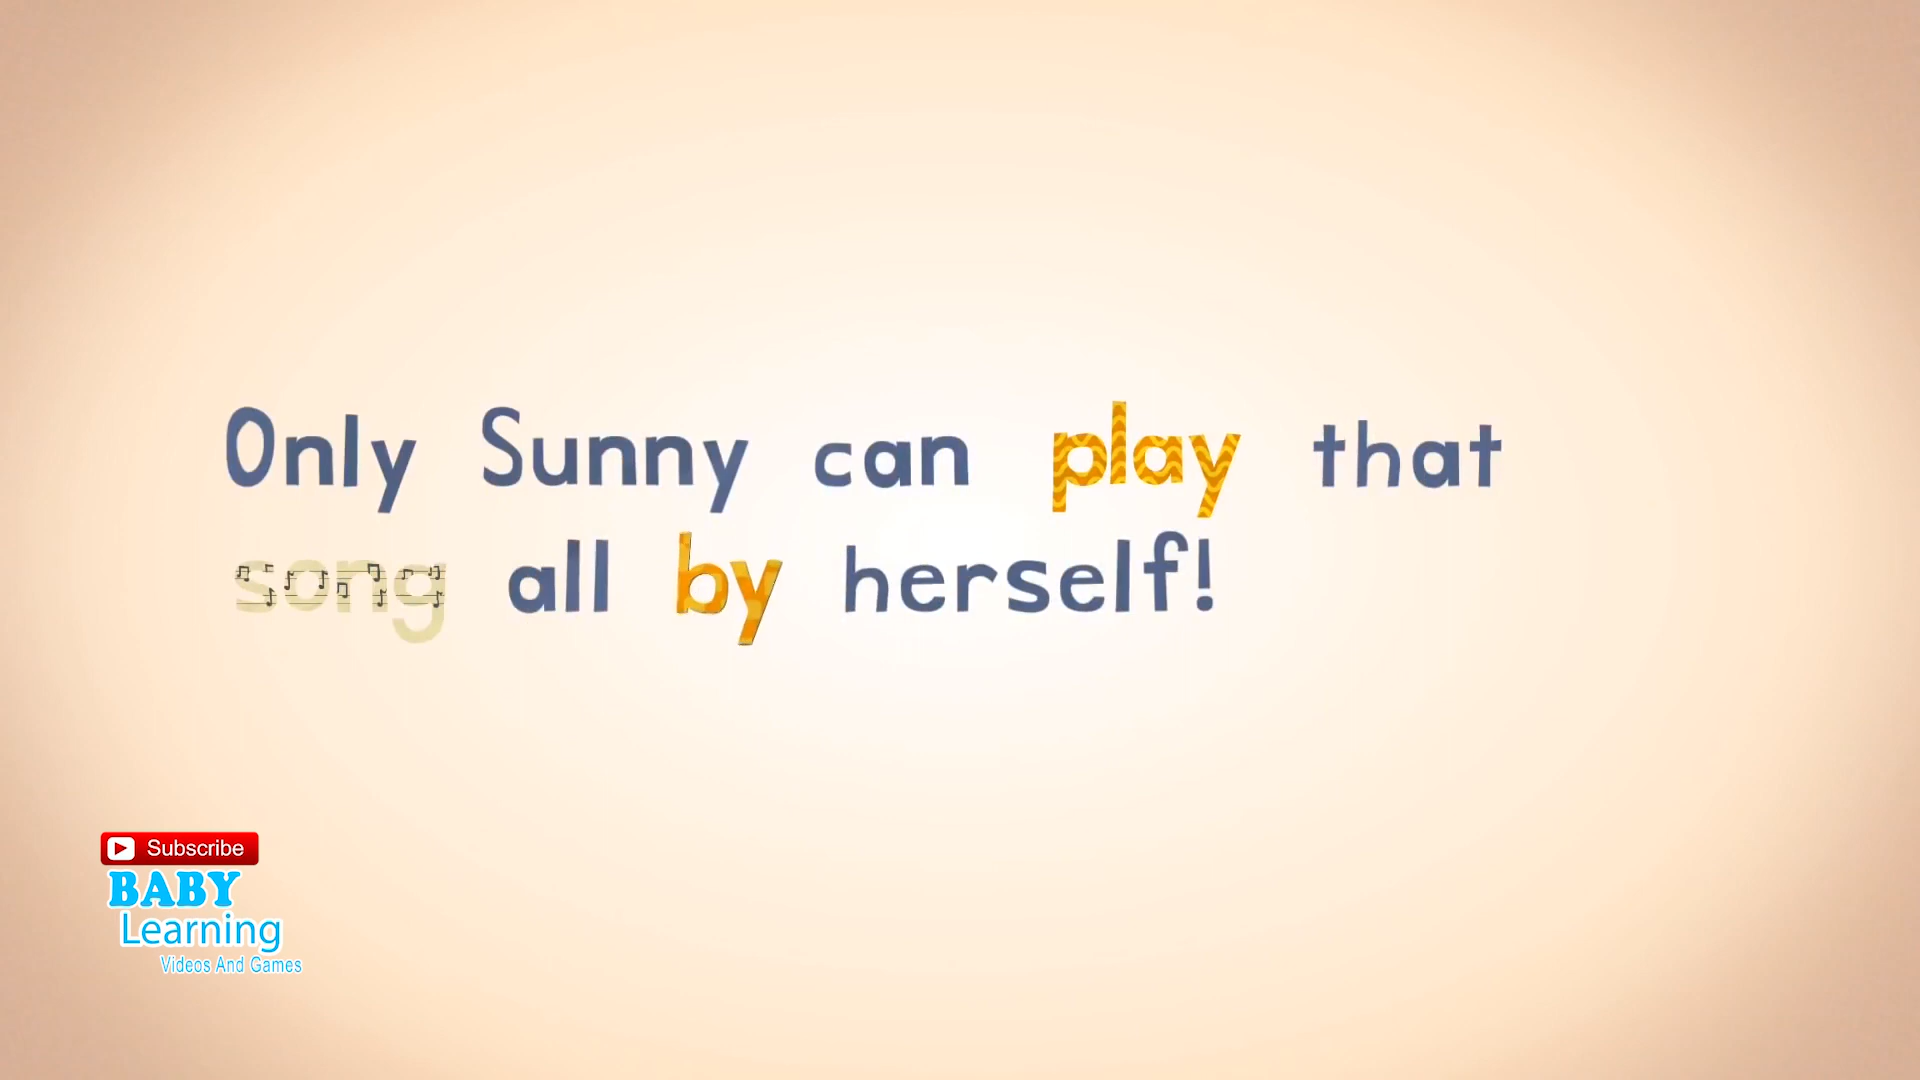 Only Sunny can play that
song all by herself!
Subscribe
BABY
Learning
Videos And Games